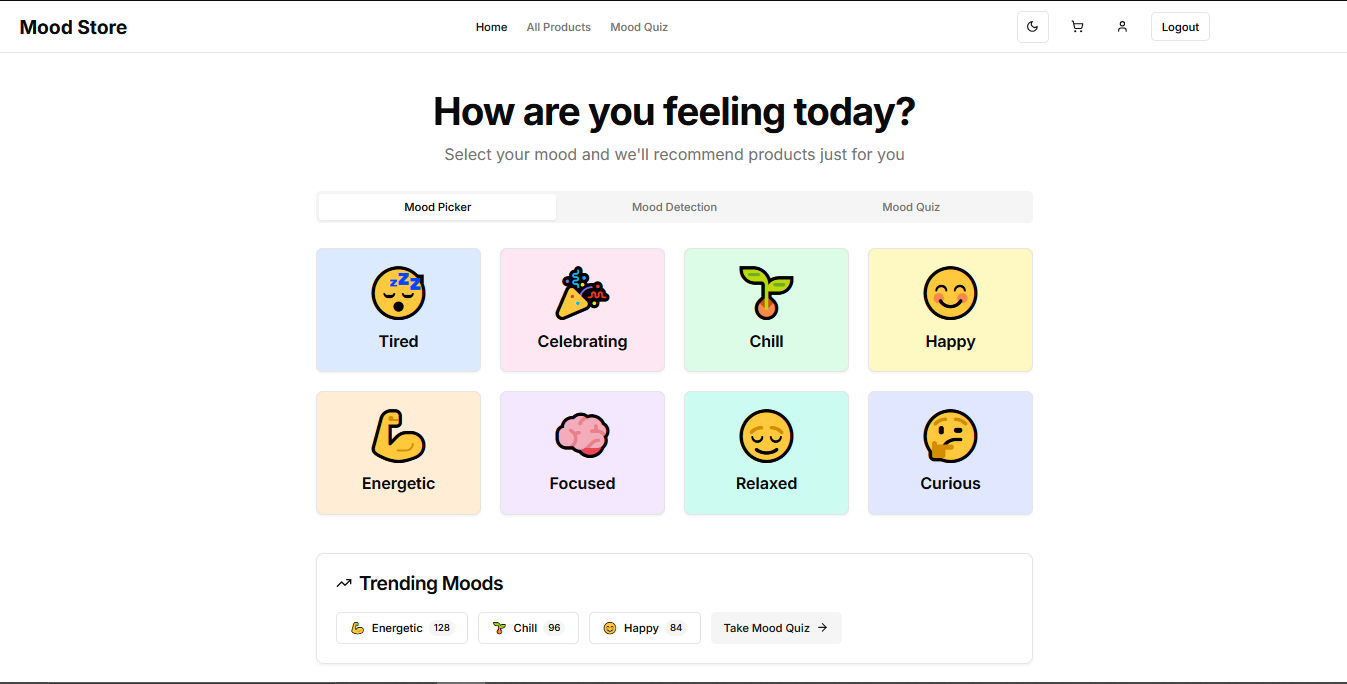 Mood Store Home All Products Mood Quiz Logout
How are you feeling today?
Select your mood and we'll recommend products just for you
Mood Picker Mood Detection Mood Quiz
Tired Celebrating Chill Happy
Energetic Focused Relaxed Curious
Trending Moods
Energetic 128 Chill 96 Happy 84 Take Mood Quiz →